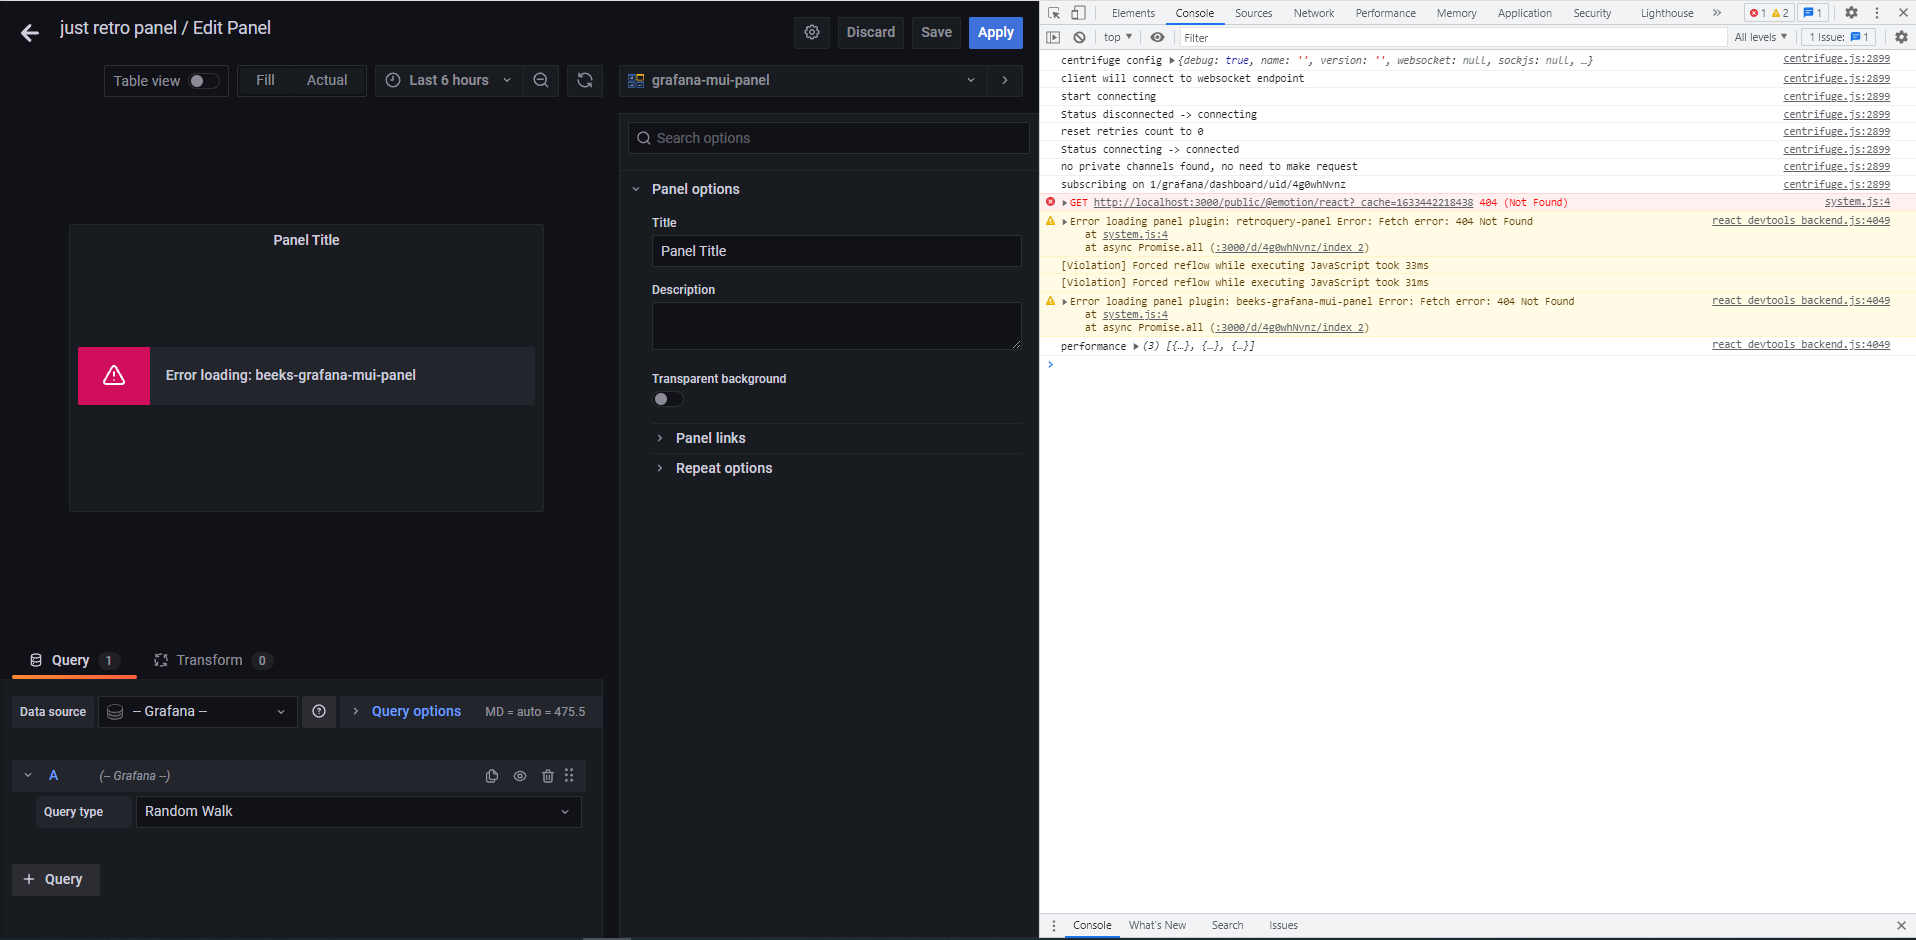 just retro panel / Edit Panel
Discard
Save
Apply
Table view
Fill
Actual
Last 6 hours
grafana-mui-panel
Search options
Panel options
Title
Panel Title
Description
Transparent background
Panel links
Repeat options
Panel Title
Error loading: beeks-grafana-mui-panel
Query 1
Transform 0
Data source
-- Grafana --
Query options
MD = auto = 475.5
A
(-- Grafana --)
Query type
Random Walk
+ Query
Elements
Console
Sources
Network
Performance
Memory
Application
Security
Lighthouse
»
1
2
1
top
Filter
All levels
1 Issue: 1
centrifuge config {debug: true, name: '', version: '', websocket: null, sockjs: null, …} centrifuge.js:2899
client will connect to websocket endpoint centrifuge.js:2899
start connecting centrifuge.js:2899
Status disconnected -> connecting centrifuge.js:2899
reset retries count to 0 centrifuge.js:2899
Status connecting -> connected centrifuge.js:2899
no private channels found, no need to make request centrifuge.js:2899
subscribing on 1/grafana/dashboard/uid/4g0whNvnz centrifuge.js:2899
GET http://localhost:3000/public/@emotion/react?_cache=1633442218438 404 (Not Found) system.js:4
Error loading panel plugin: retroquery-panel Error: Fetch error: 404 Not Found react_devtools_backend.js:4049
at system.js:4
at async Promise.all (:3000/d/4g0whNvnz/index 2)
[Violation] Forced reflow while executing JavaScript took 33ms
[Violation] Forced reflow while executing JavaScript took 31ms
Error loading panel plugin: beeks-grafana-mui-panel Error: Fetch error: 404 Not Found react_devtools_backend.js:4049
at system.js:4
at async Promise.all (:3000/d/4g0whNvnz/index 2)
performance (3) [{…}, {…}, {…}] react_devtools_backend.js:4049
>
Console
What's New
Search
Issues